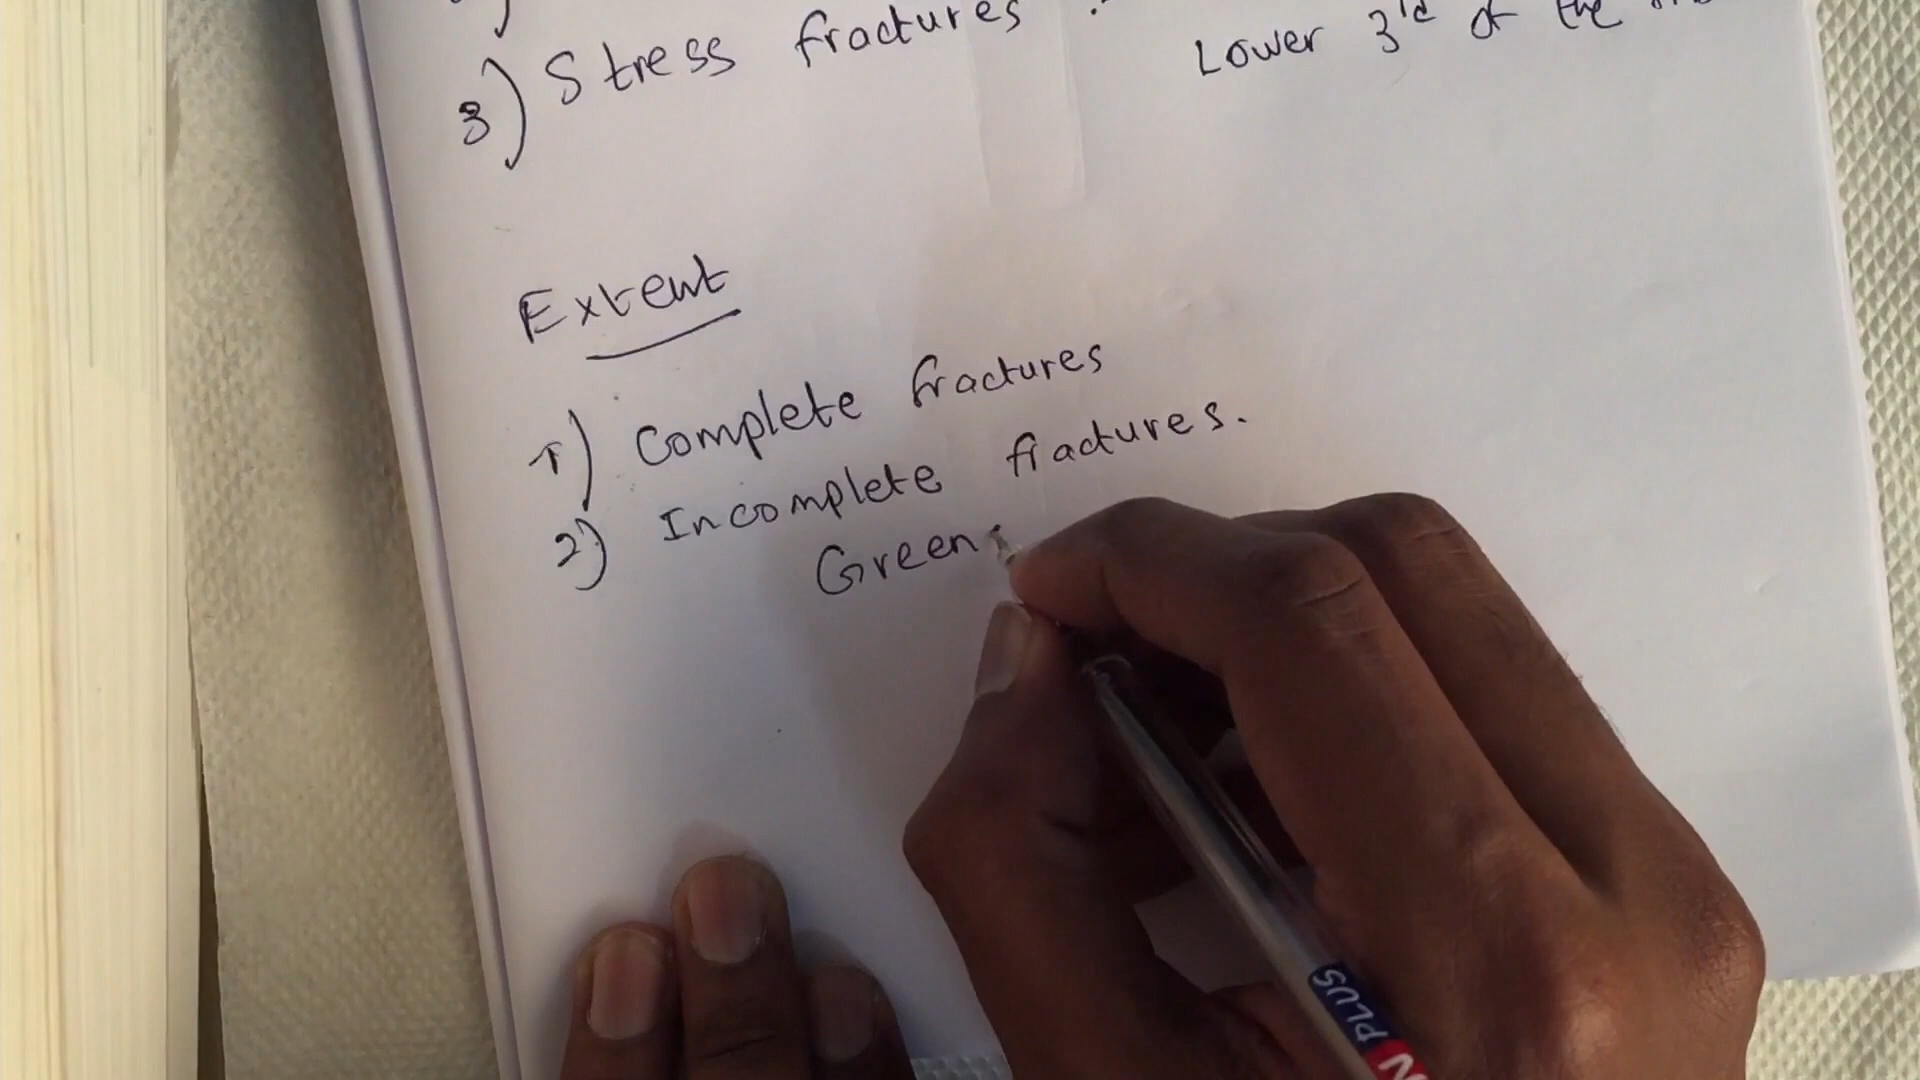 3) Stress fractures :-
Lower 3rd of the
Extent
1) Complete fractures
2) Incomplete fractures.
Green
N PLUS